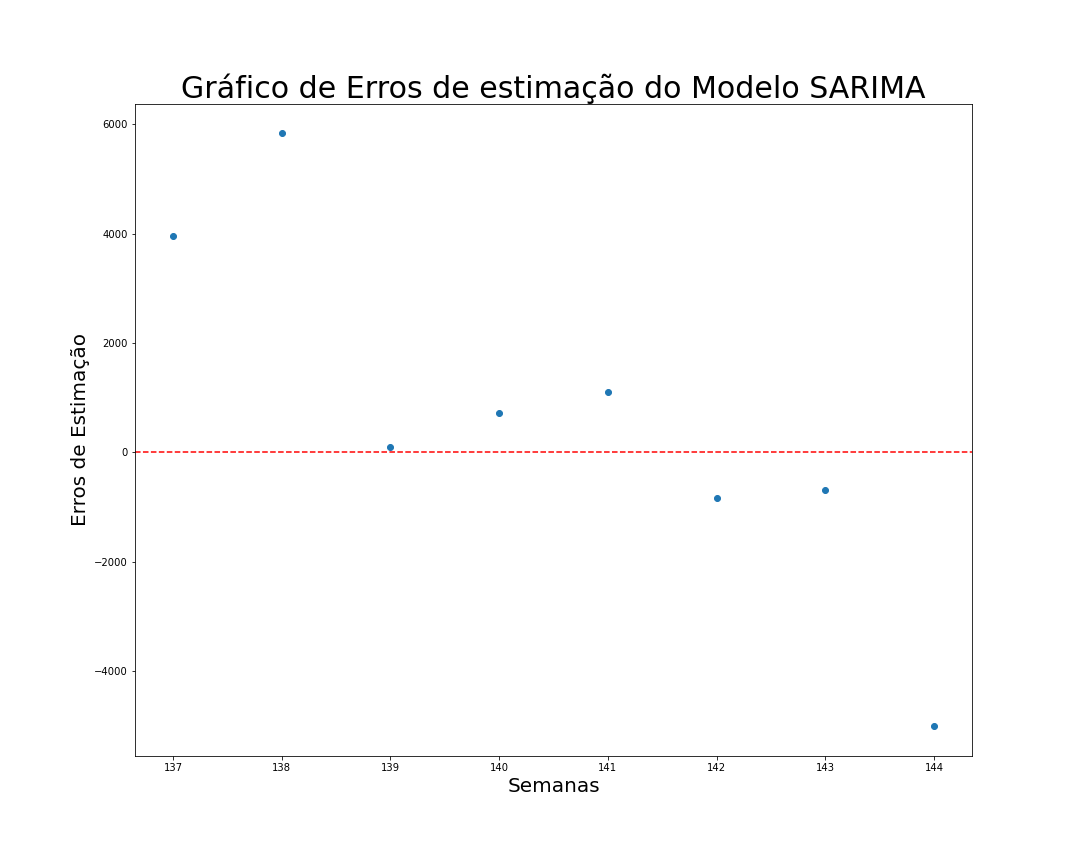 Gráfico de Erros de estimação do Modelo SARIMA
6000
4000
2000
0
−2000
−4000
Erros de Estimação
137 138 139 140 141 142 143 144
Semanas